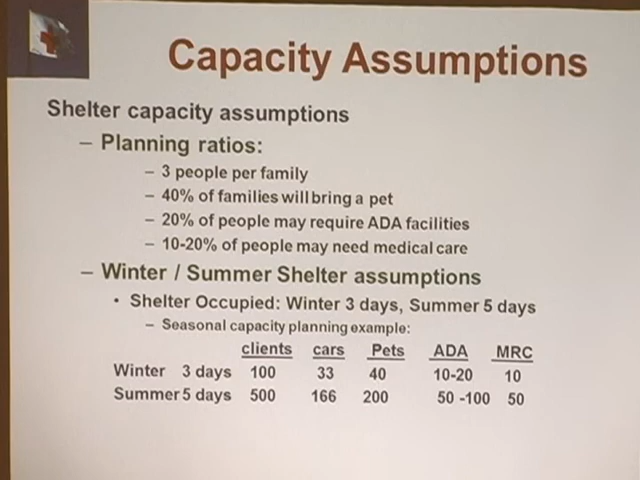 Capacity Assumptions
Shelter capacity assumptions
– Planning ratios:
– 3 people per family
– 40% of families will bring a pet
– 20% of people may require ADA facilities
– 10-20% of people may need medical care
– Winter / Summer Shelter assumptions
• Shelter Occupied: Winter 3 days, Summer 5 days
– Seasonal capacity planning example:
clients cars Pets ADA MRC
Winter 3 days 100 33 40 10-20 10
Summer 5 days 500 166 200 50 -100 50